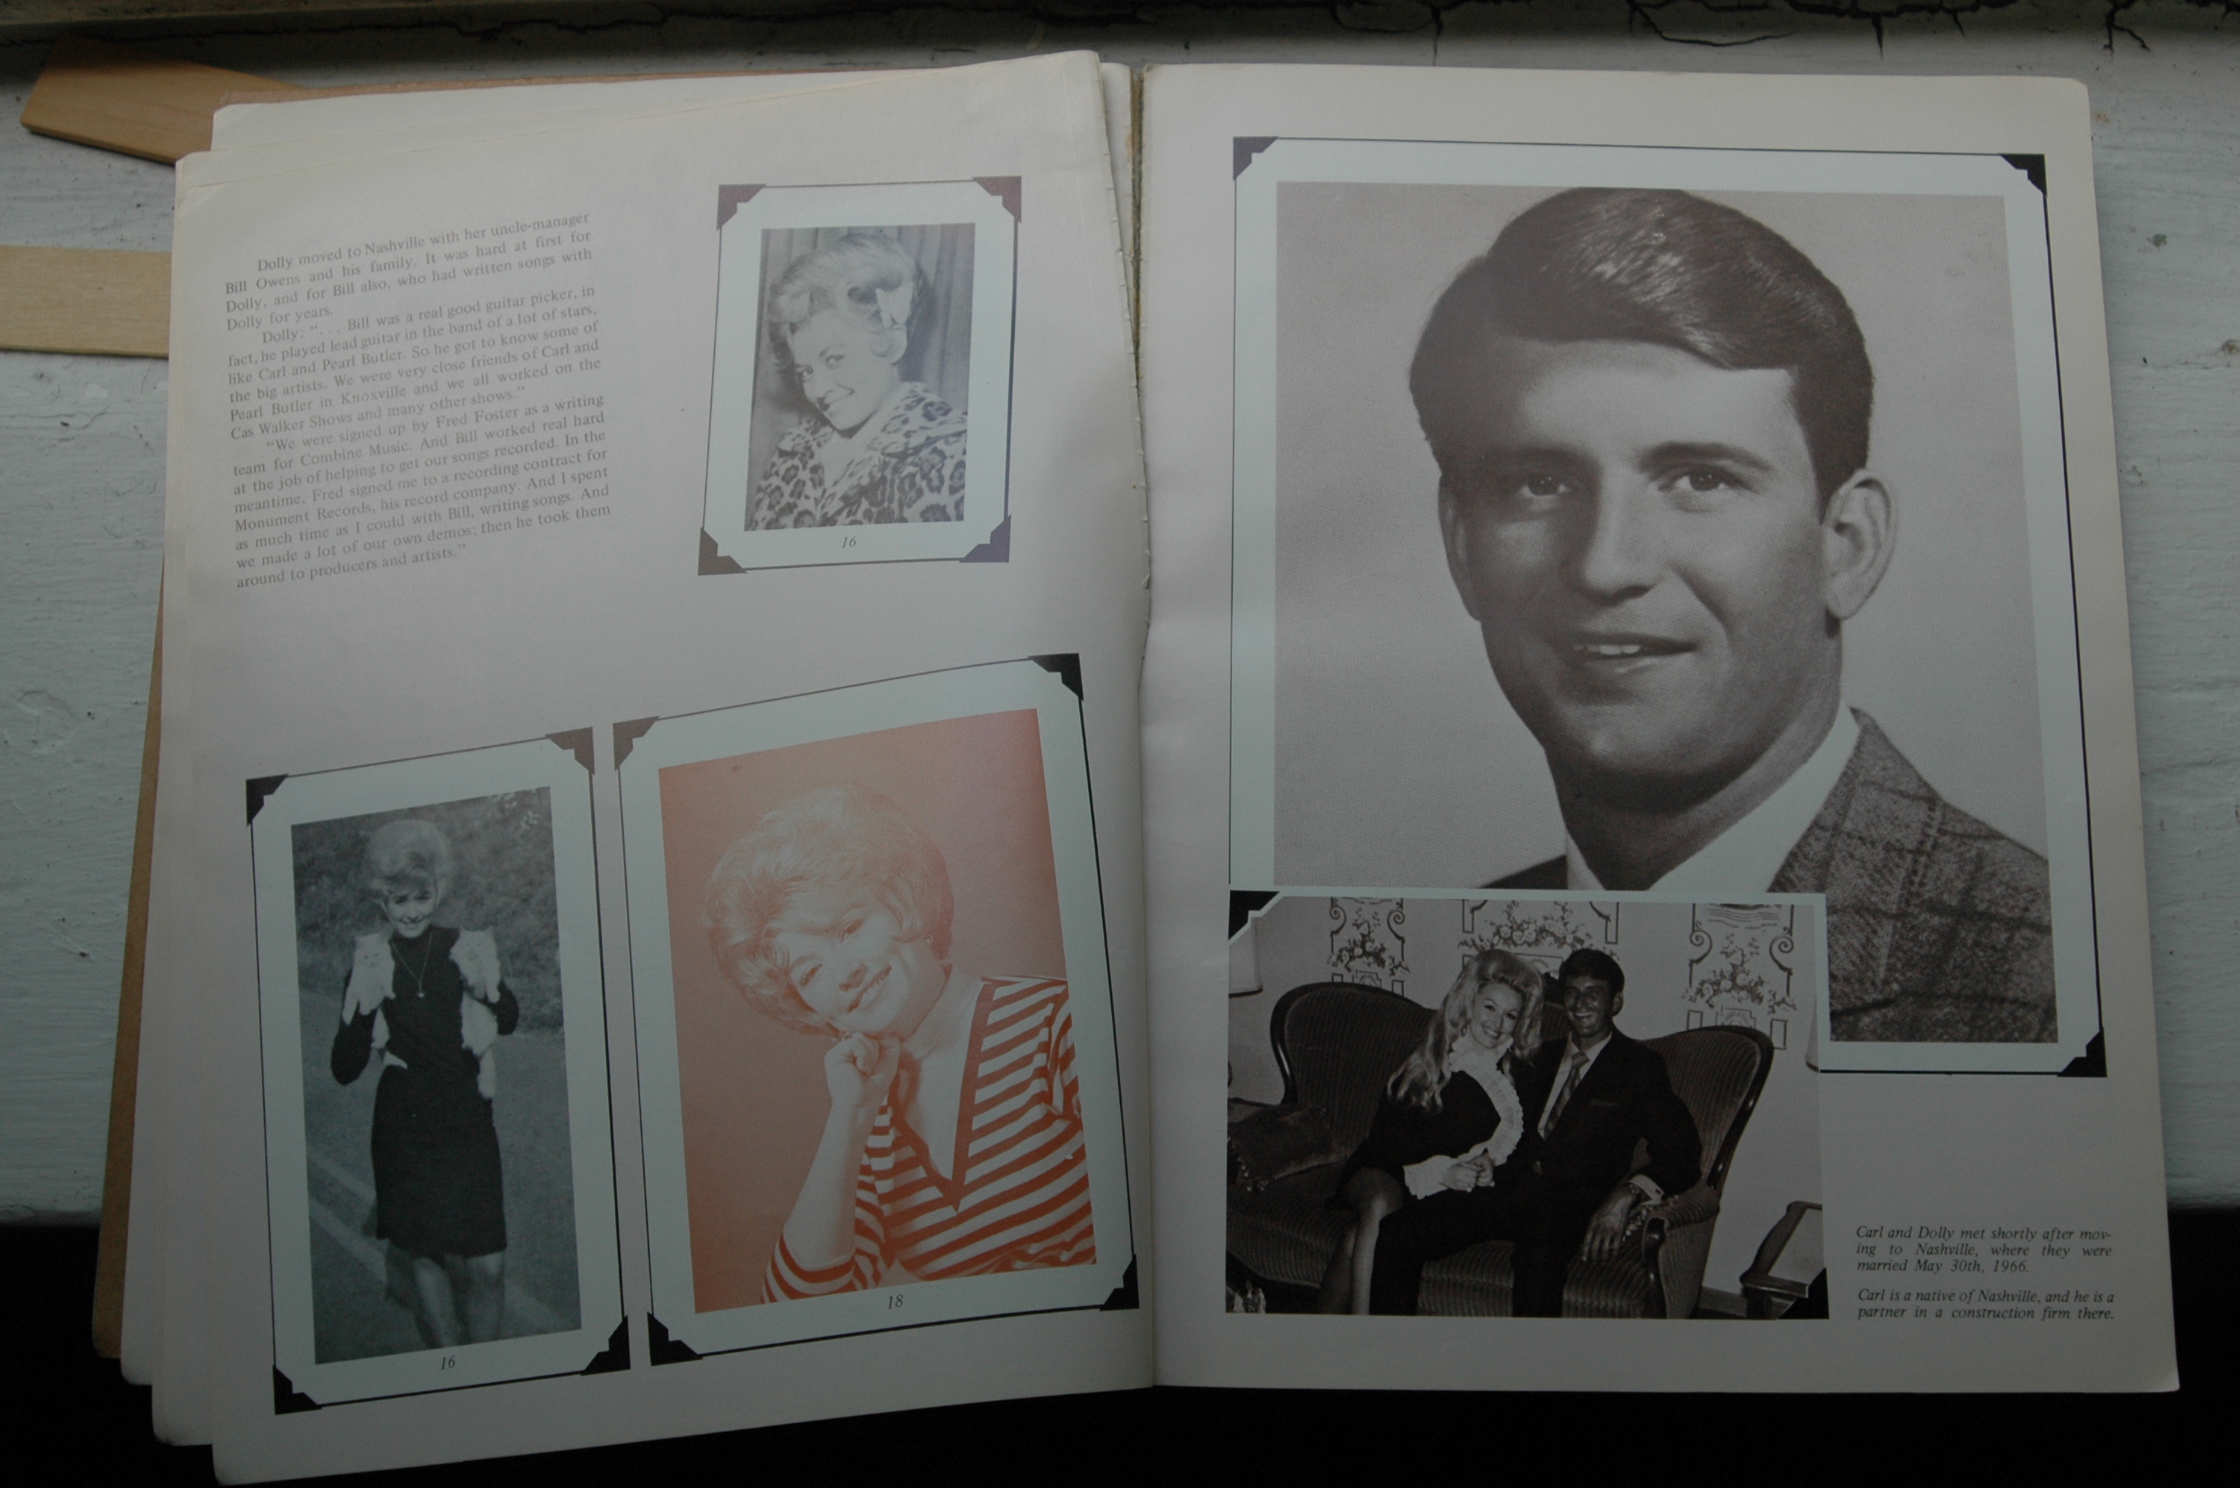 Dolly moved to Nashville with her uncle-manager
Bill Owens and his family. It was hard at first for
Dolly, and for Bill also, who had written songs with
Dolly for years.
Dolly: ". . . Bill was a real good guitar picker, in
fact, he played lead guitar in the band of a lot of stars,
like Carl and Pearl Butler. So he got to know some of
the big artists. We were very close friends of Carl and
Pearl Butler in Knoxville and we all worked on the
Cas Walker Shows and many other shows."
"We were signed up by Fred Foster as a writing
team for Combine Music. And Bill worked real hard
at the job of helping to get our songs recorded. In the
meantime, Fred signed me to a recording contract for
Monument Records, his record company. And I spent
as much time as I could with Bill, writing songs. And
we made a lot of our own demos; then he took them
around to producers and artists."
16
16
18
Carl and Dolly met shortly after mov-
ing to Nashville, where they were
married May 30th, 1966.
Carl is a native of Nashville, and he is a
partner in a construction firm there.